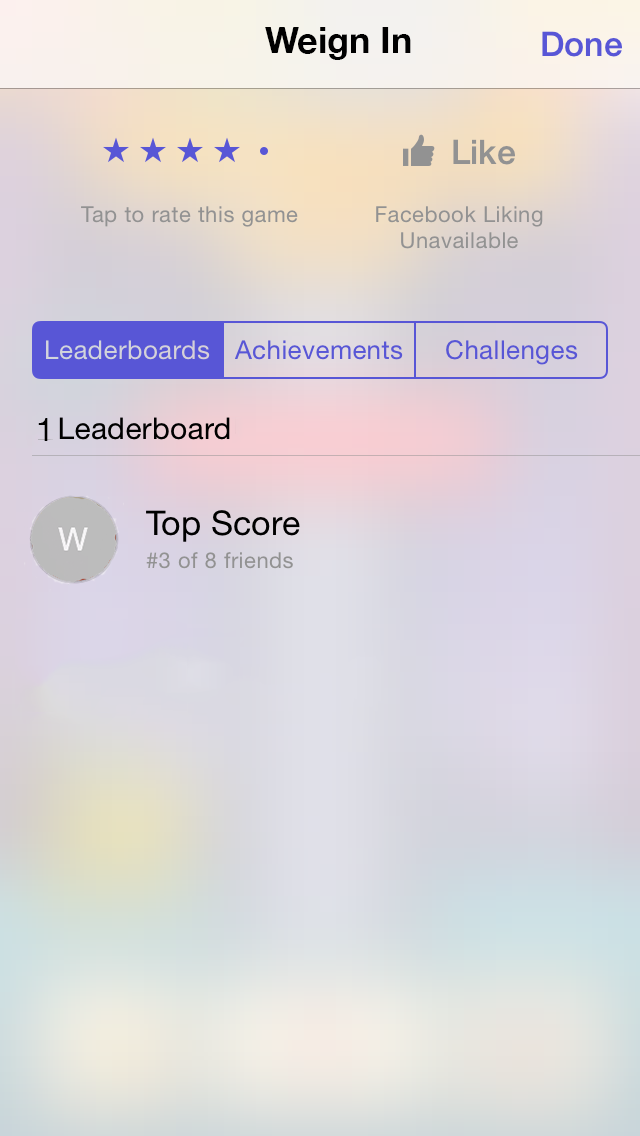 Weign In
Done
Like
Tap to rate this game
Facebook Liking
Unavailable
Leaderboards
Achievements
Challenges
1 Leaderboard
W
Top Score
#3 of 8 friends